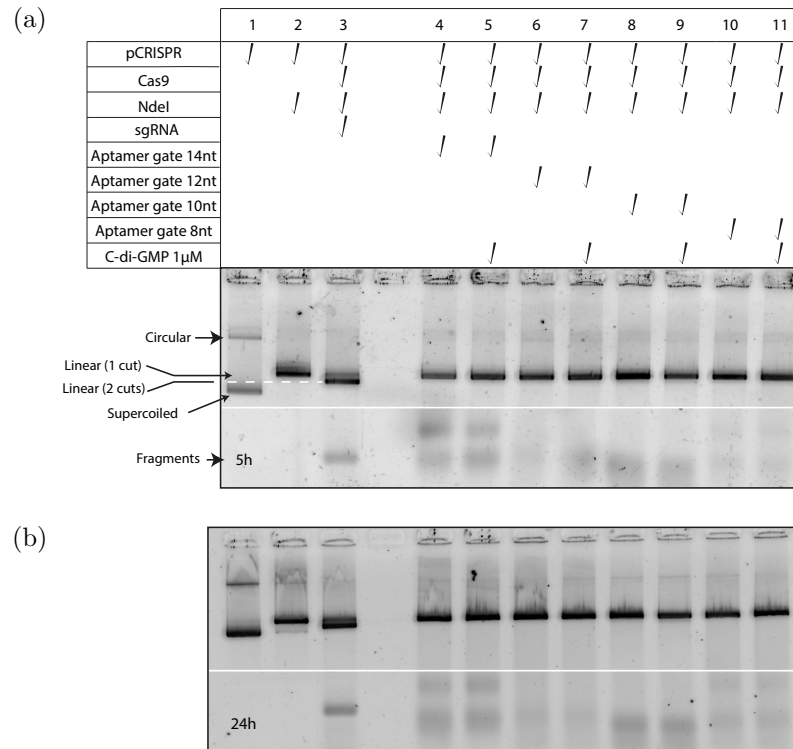 (a)
1 2 3 4 5 6 7 8 9 10 11
pCRISPR
Cas9
NdeI
sgRNA
Aptamer gate 14nt
Aptamer gate 12nt
Aptamer gate 10nt
Aptamer gate 8nt
C-di-GMP 1µM
Circular
Linear (1 cut)
Linear (2 cuts)
Supercoiled
Fragments
5h
(b)
24h